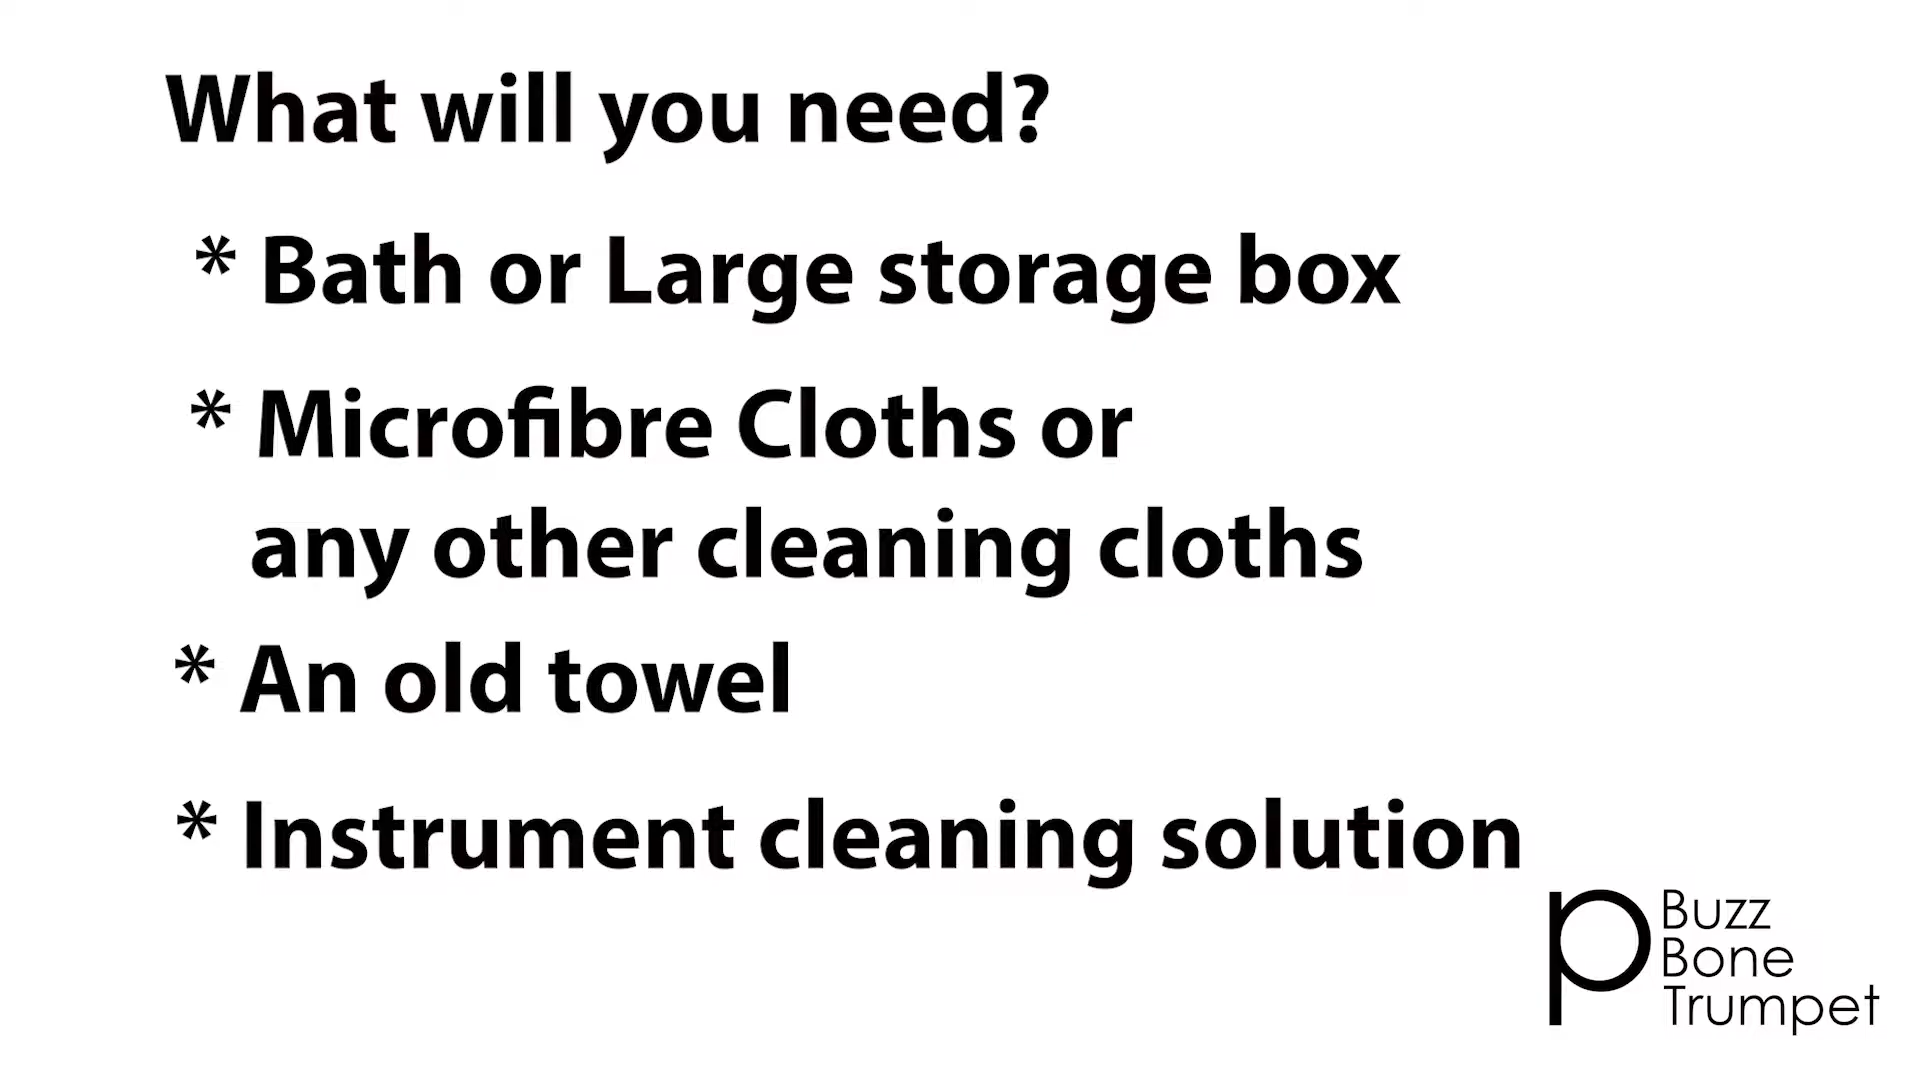 What will you need?
* Bath or Large storage box
* Microfibre Cloths or
any other cleaning cloths
* An old towel
* Instrument cleaning solution
p
Buzz
Bone
Trumpet